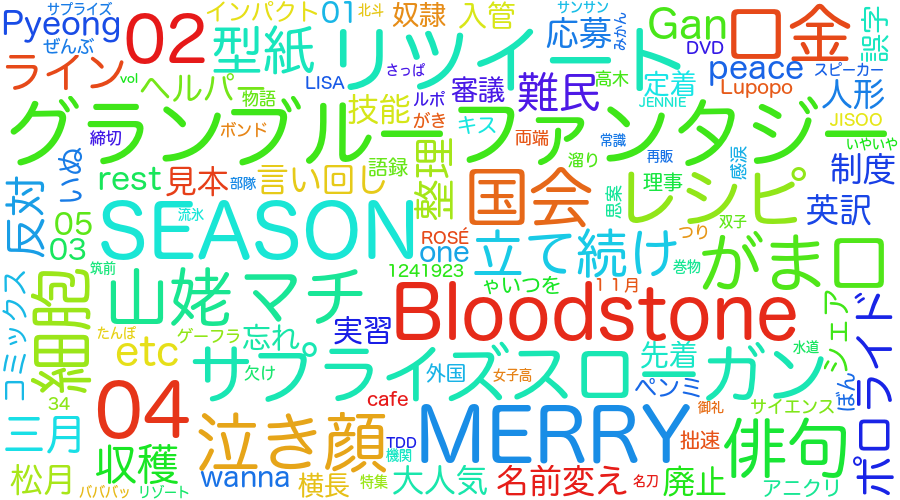 サプライズ
北斗
サンサン
Pyeong
インパクト
01
奴隷
入管
Gan
口金
誤字
ぜんぶ
02
型紙
リツイート
応募
みかん
DVD
ライン
vol
ヘルパー
LISA
さっぱ
審議
難民
高木
定着
peace
スピーカー
物語
技能
ルポ
JENNIE
Lupopo
人形
グランブルーファンタジー
締切
ボンド
がき
キス
両端
常識
JISOO
いやいや
いぬ
rest
見本
部隊
言い回し
語録
整理
溜り
再販
感涙
制度
反対
国会
理事
思案
レシピ
英訳
05
03
SEASON
流氷
ROSÉ
one
立て続け
つり
双子
がま口
筑前
1241923
巻物
コミックス
細胞
山姥
マチ
ゃいつを
11月
Bloodstone
シェア
ポロライド
たんぽ
ゲーフラ
忘れ
実習
etc
サプライズスローガン
先着
水道
欠け
外国
女子高
ペンミ
ぼん
34
04
cafe
御礼
サイエンス
三月
収穫
泣き顔
TDD
機関
MERRY
拙速
俳句
松月
バババッ
リゾート
wanna
横長
特集
大人気
名前変え
名刀
廃止
アニクリ